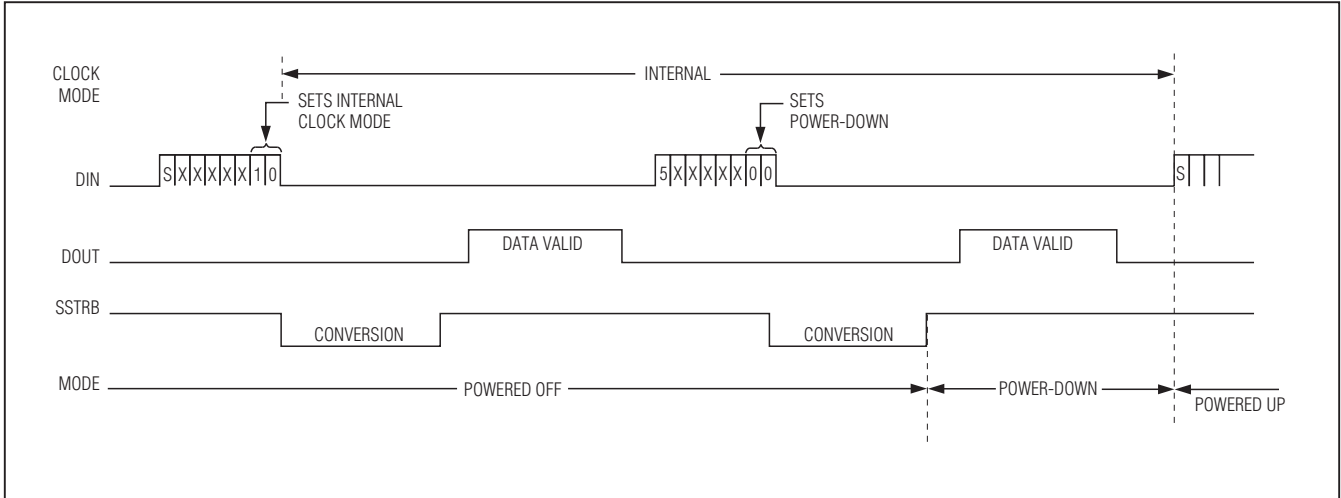 CLOCK
MODE
INTERNAL
SETS INTERNAL
CLOCK MODE
SETS
POWER-DOWN
DIN
S X X X X X 1 0
5 X X X X X 0 0
S
DOUT
DATA VALID
DATA VALID
SSTRB
CONVERSION
CONVERSION
MODE
POWERED OFF
POWER-DOWN
POWERED UP